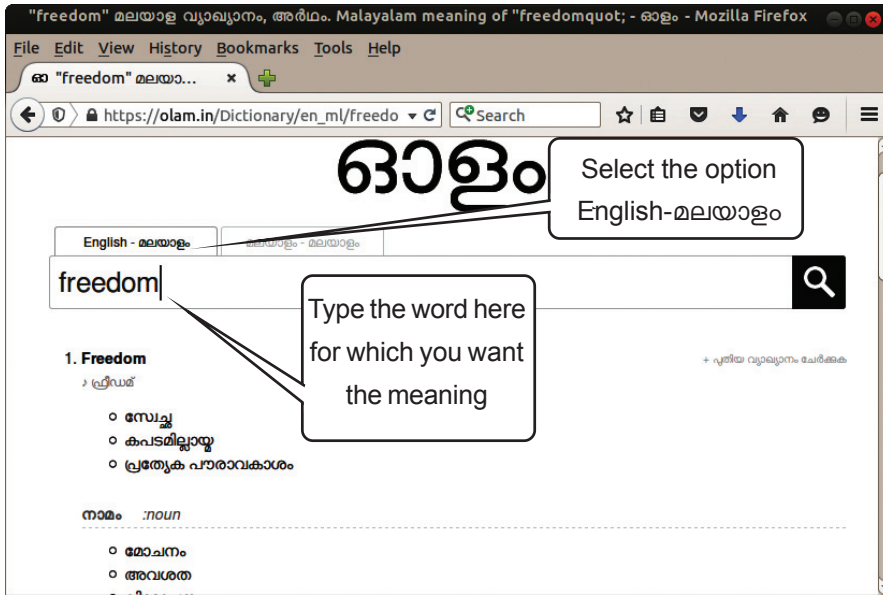 "freedom" മലയാള വ്യാഖ്യാനം, അർഥം. Malayalam meaning of "freedomquot; - ഓളം - Mozilla Firefox
File Edit View History Bookmarks Tools Help
ഓ "freedom" മലയാ...
https://olam.in/Dictionary/en_ml/freedo
Search
ഓളം
Select the option
English-മലയാളം
English - മലയാളം
മലയാളം - മലയാളം
freedom
Type the word here
for which you want
the meaning
1. Freedom
+ പുതിയ വ്യാഖ്യാനം ചേർക്കുക
♪ ഫ്രീഡമ്
സ്വേച്ഛ
കപടമില്ലായ്മ
പ്രത്യേക പൗരാവകാശം
നാമം :noun
മോചനം
അവശത